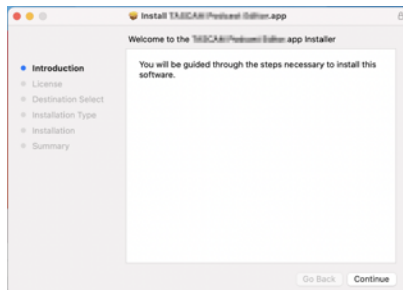 Install .app
Welcome to the .app Installer
Introduction
License
Destination Select
Installation Type
Installation
Summary
You will be guided through the steps necessary to install this
software.
Go Back
Continue